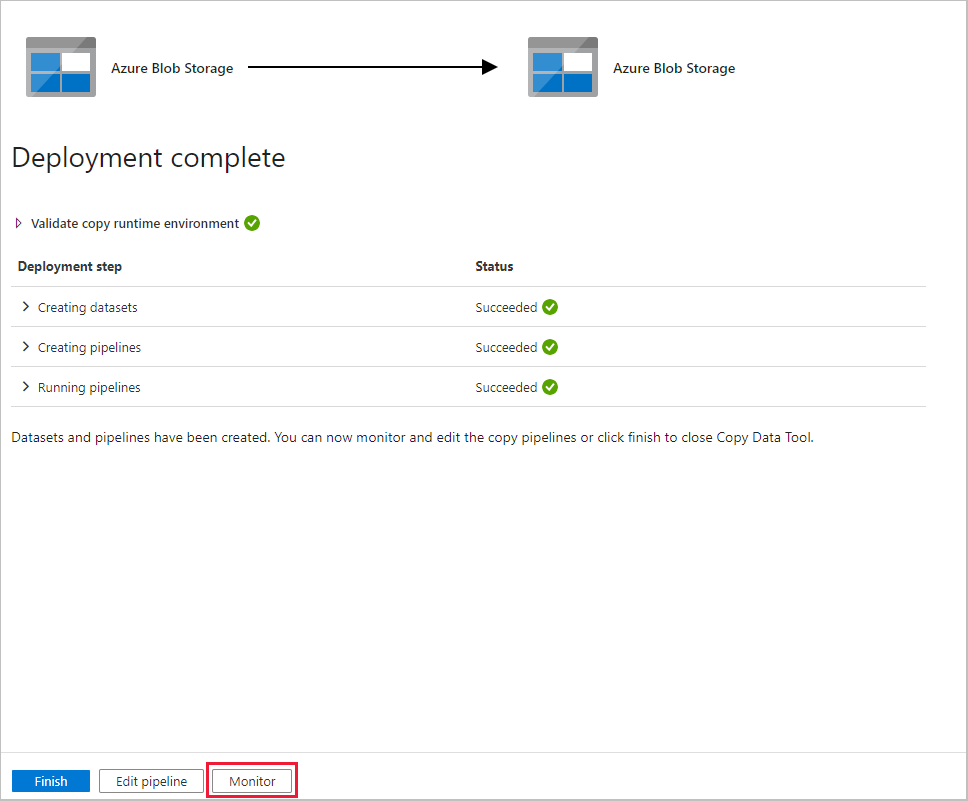 Azure Blob Storage
Azure Blob Storage
Deployment complete
Validate copy runtime environment
Deployment step Status
Creating datasets Succeeded
Creating pipelines Succeeded
Running pipelines Succeeded
Datasets and pipelines have been created. You can now monitor and edit the copy pipelines or click finish to close Copy Data Tool.
Finish Edit pipeline Monitor